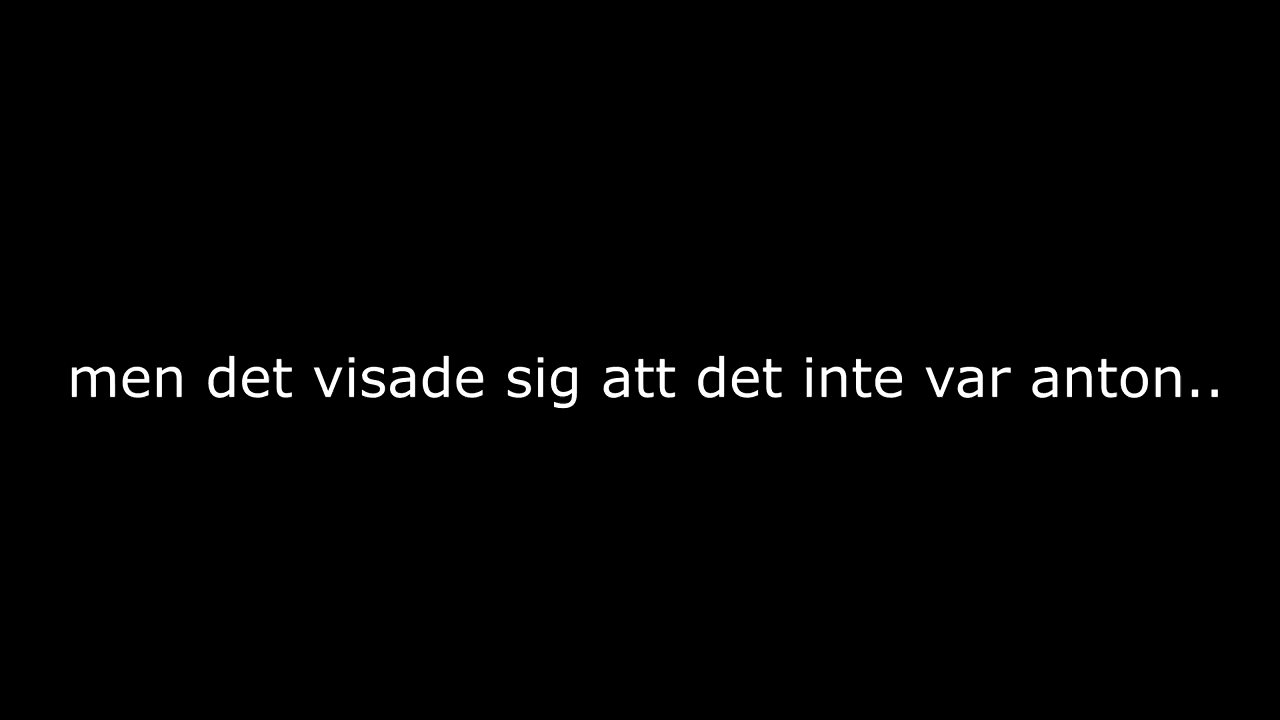 men det visade sig att det inte var anton..